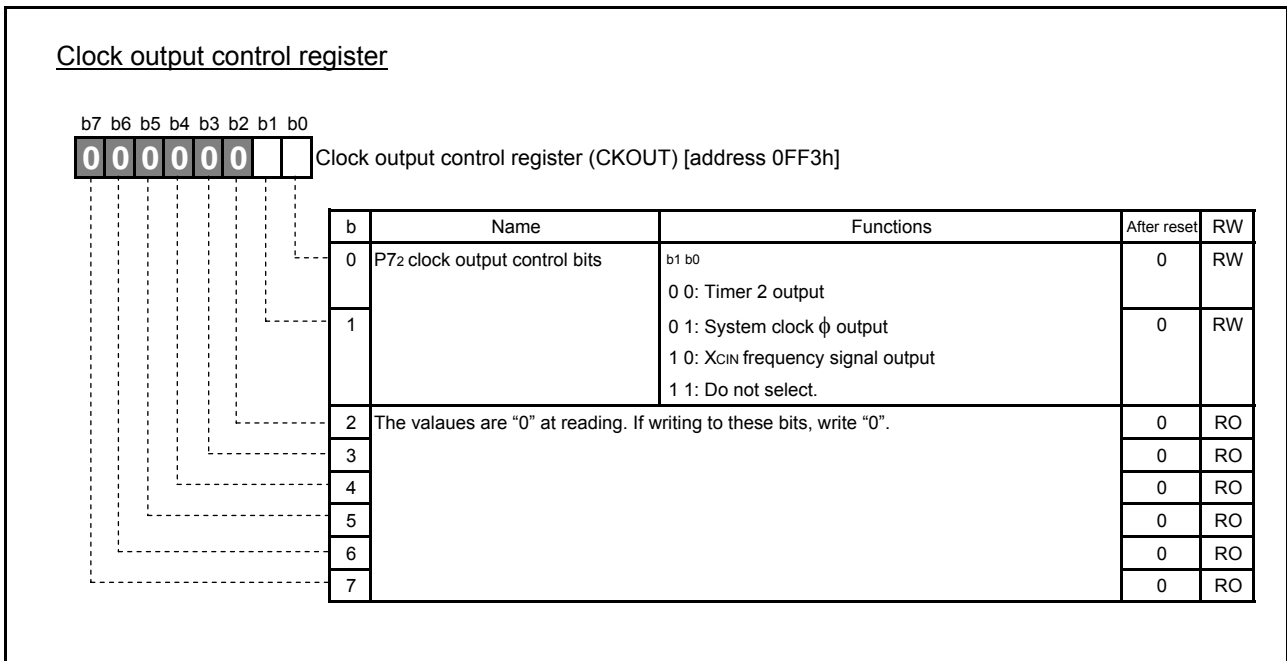 Clock output control register
b7 b6 b5 b4 b3 b2 b1 b0
0 0 0 0 0 0 Clock output control register (CKOUT) [address 0FF3h]
b Name Functions After reset RW
0 P72 clock output control bits b1 b0 0 RW
0 0: Timer 2 output
1 0 1: System clock ϕ output 0 RW
1 0: XCIN frequency signal output
1 1: Do not select.
2 The valaues are “0” at reading. If writing to these bits, write “0”. 0 RO
3 0 RO
4 0 RO
5 0 RO
6 0 RO
7 0 RO